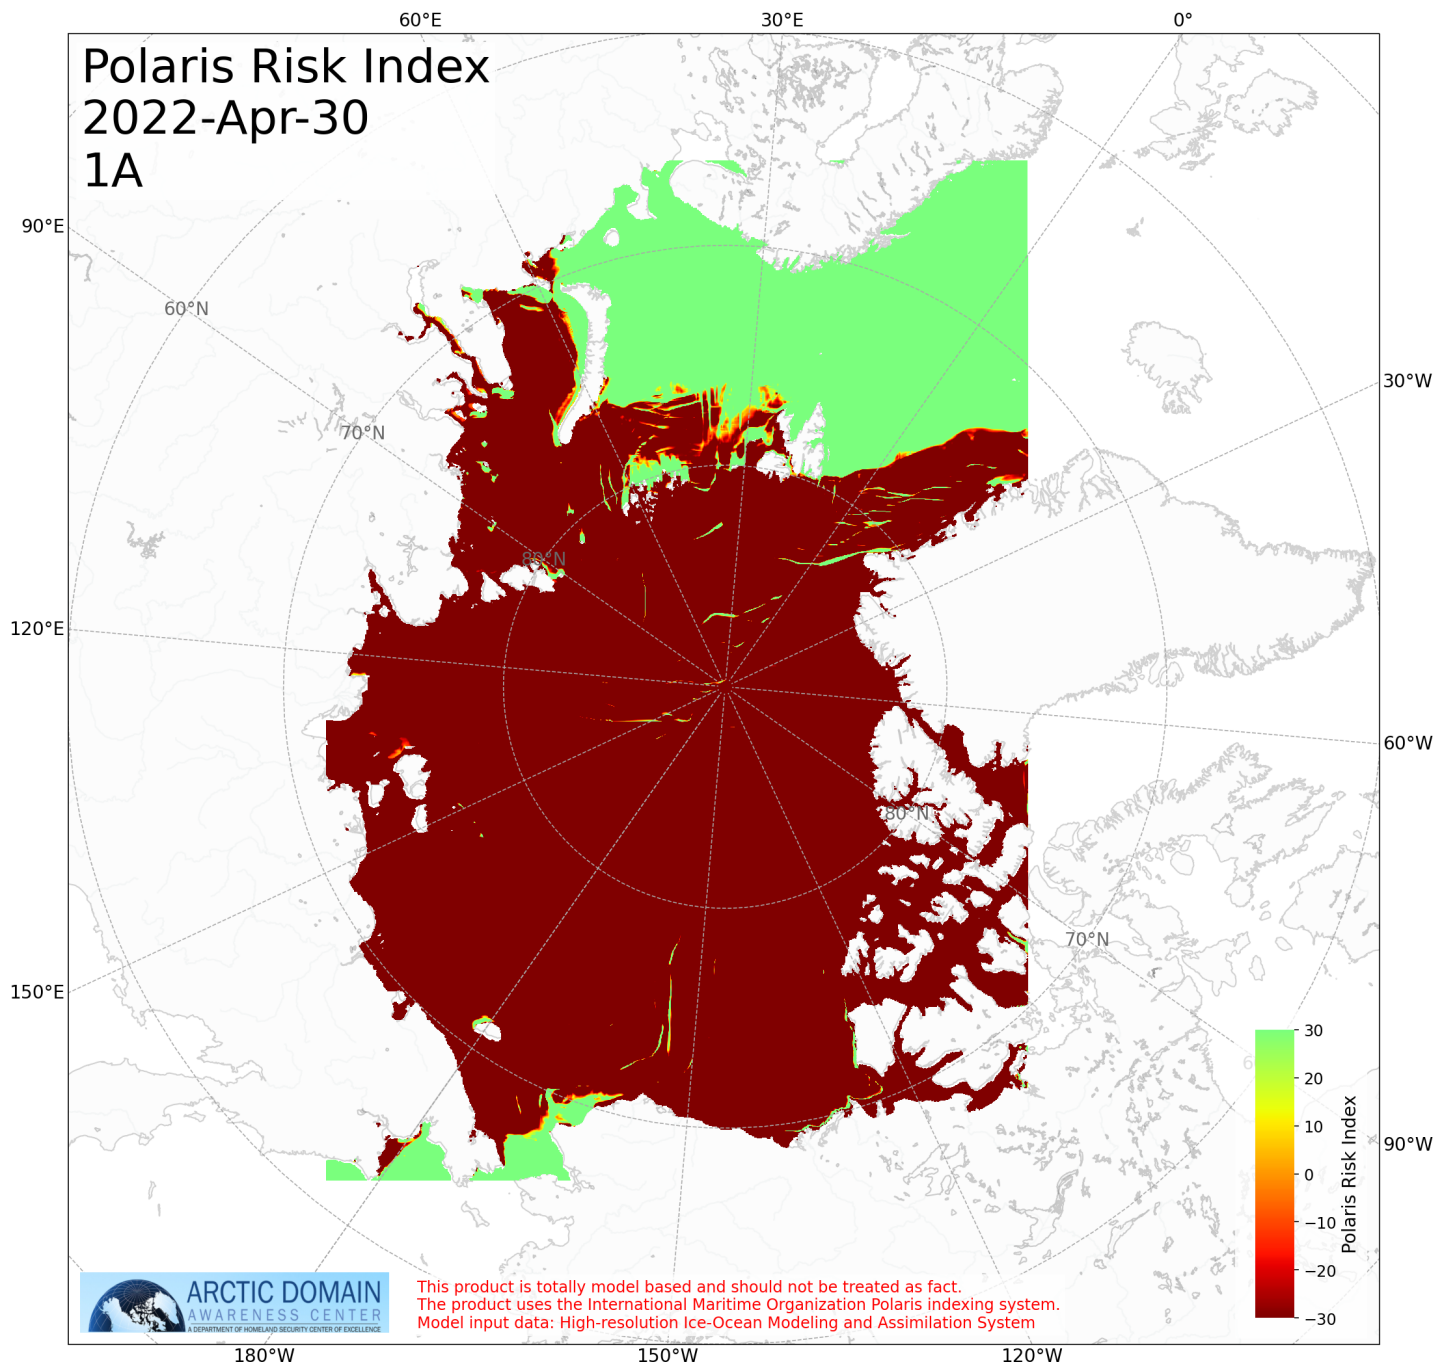 60°E 30°E 0°
Polaris Risk Index
2022-Apr-30
1A
90°E
60°N
30°W
70°N
80°N
120°E
60°W
80°N
70°N
150°E
30
20
10
0
−10
−20
−30
Polaris Risk Index
90°W
ARCTIC DOMAIN
AWARENESS CENTER
A DEPARTMENT OF HOMELAND SECURITY CENTER OF EXCELLENCE
This product is totally model based and should not be treated as fact.
The product uses the International Maritime Organization Polaris indexing system.
Model input data: High-resolution Ice-Ocean Modeling and Assimilation System
180°W 150°W 120°W